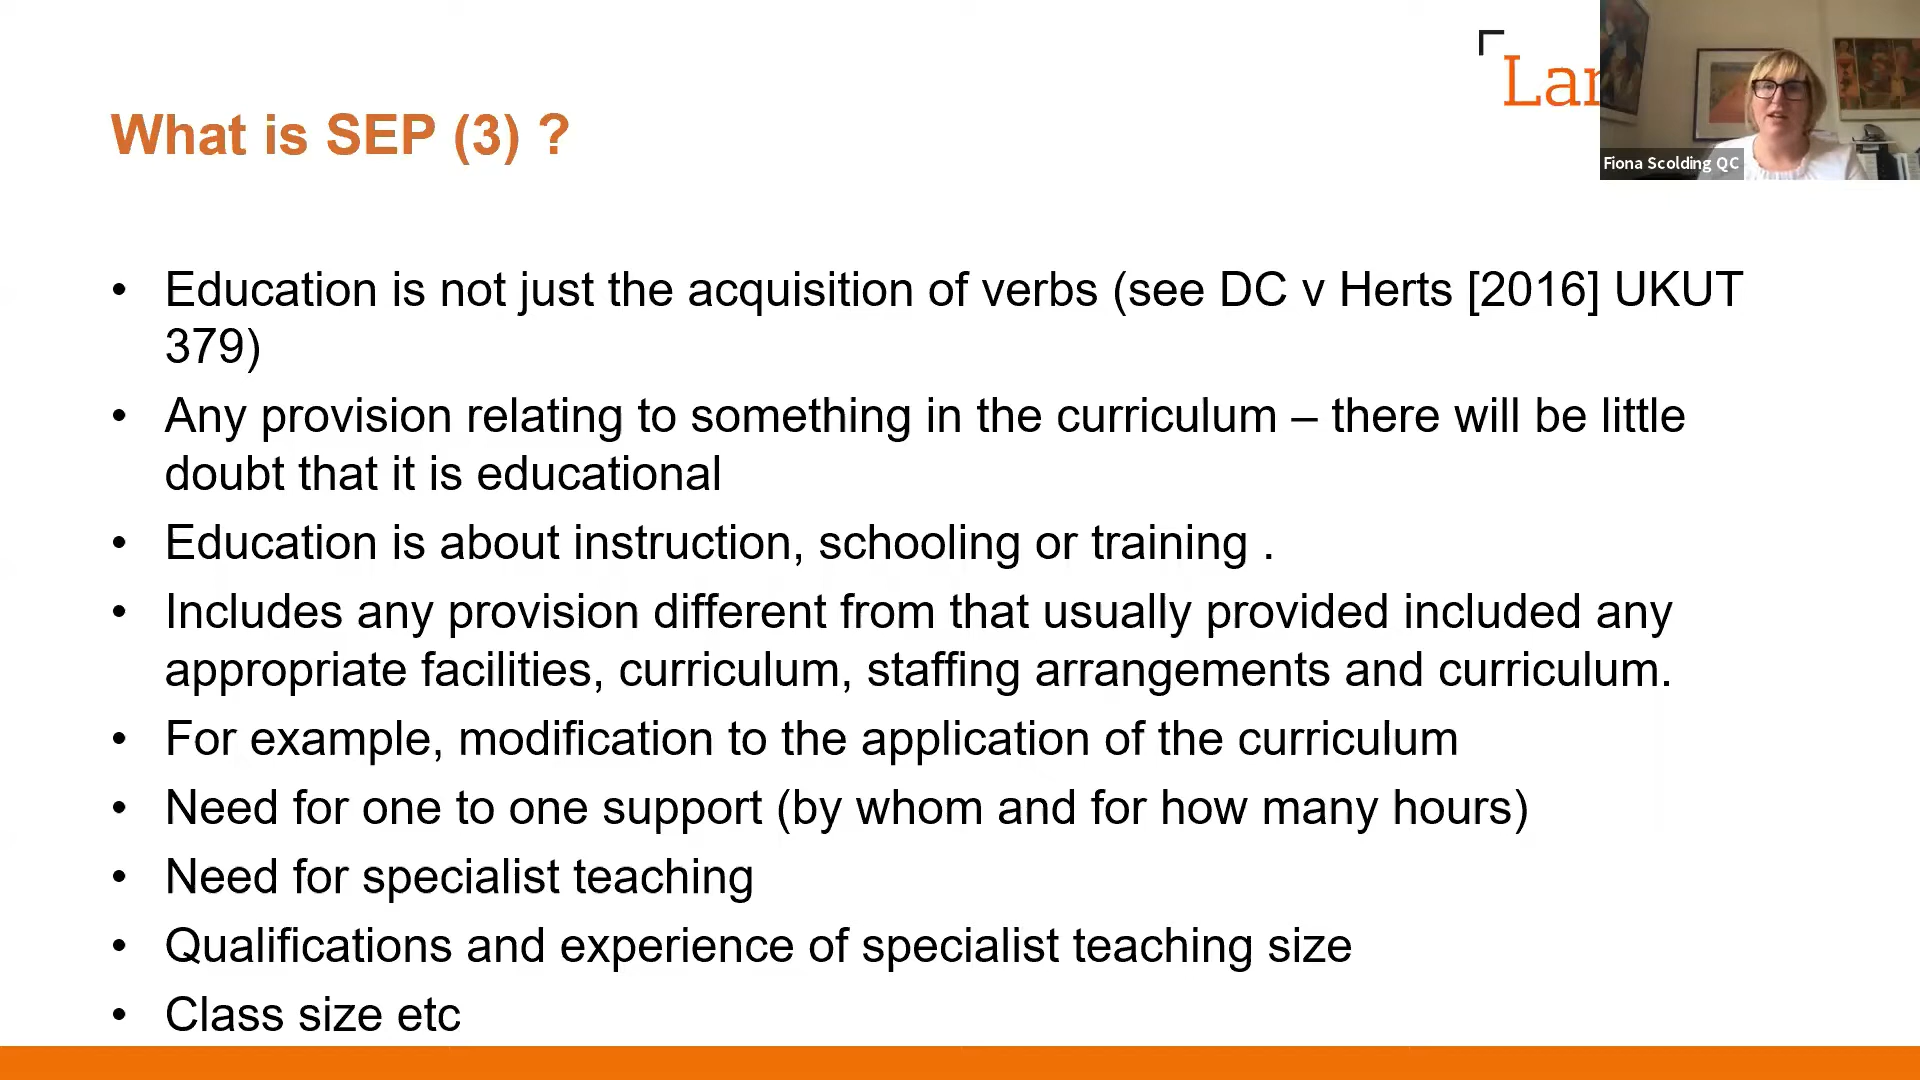 Lar
Fiona Scolding QC
What is SEP (3) ?
• Education is not just the acquisition of verbs (see DC v Herts [2016] UKUT
379)
• Any provision relating to something in the curriculum – there will be little
doubt that it is educational
• Education is about instruction, schooling or training .
• Includes any provision different from that usually provided included any
appropriate facilities, curriculum, staffing arrangements and curriculum.
• For example, modification to the application of the curriculum
• Need for one to one support (by whom and for how many hours)
• Need for specialist teaching
• Qualifications and experience of specialist teaching size
• Class size etc